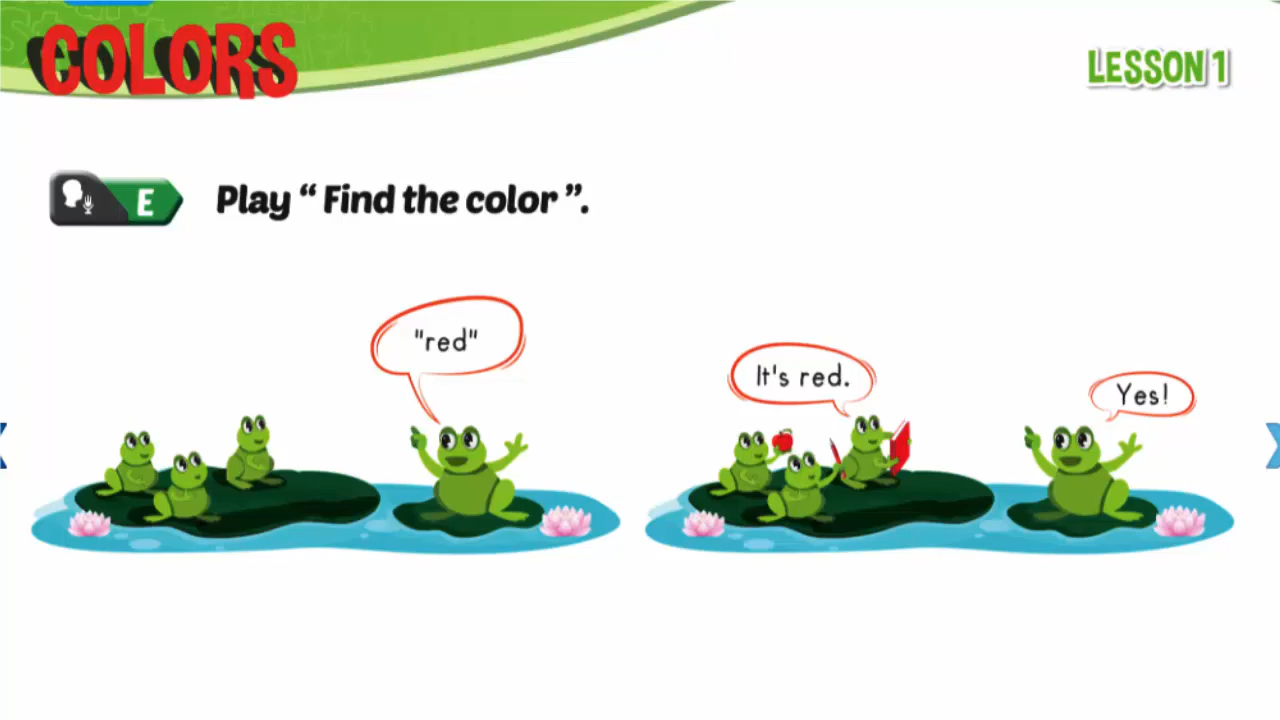 COLORS
LESSON 1
E
Play “ Find the color ”.
"red"
It's red.
Yes!